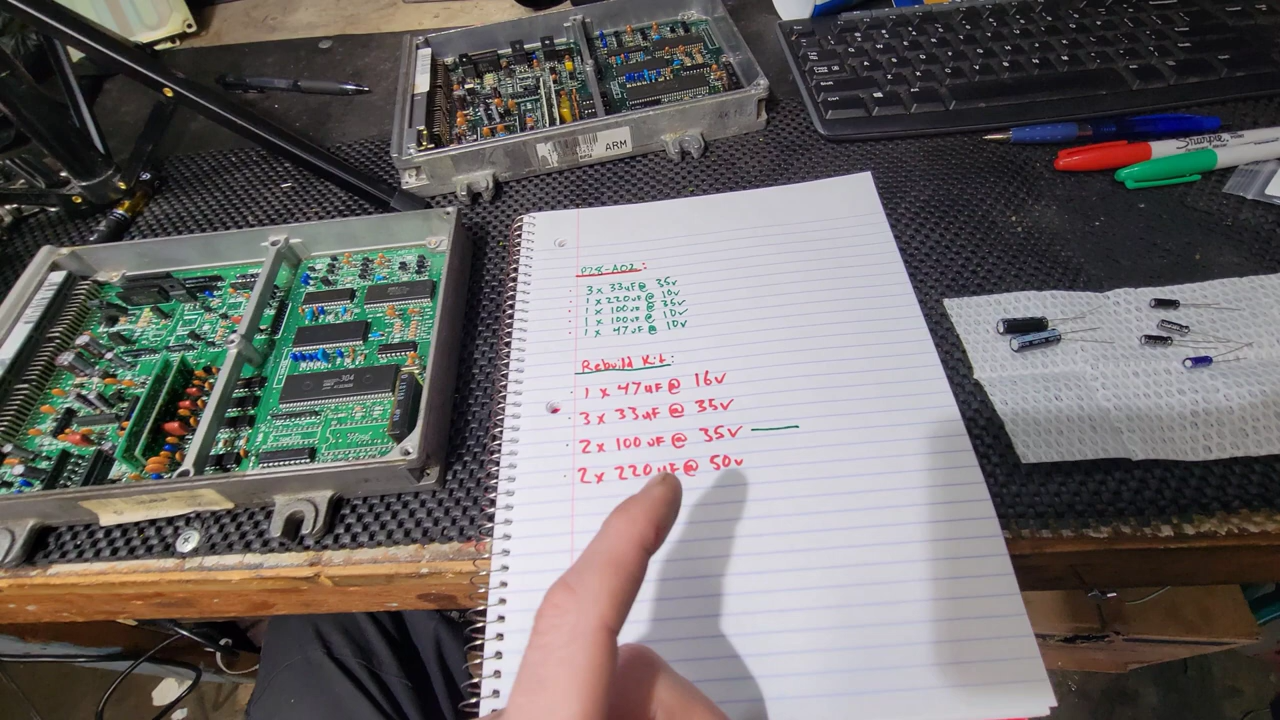 ARM
Sharpie
P28-A02:
3 x 33uF @ 35v
1 x 220uF @ 10v
1 x 100uF @ 35v
1 x 100uF @ 10v
1 x 47uF @ 10v
Rebuild Kit:
1 x 47uF @ 16v
3 x 33uF @ 35v
2 x 100uF @ 35v —
2 x 220uF @ 50v
304